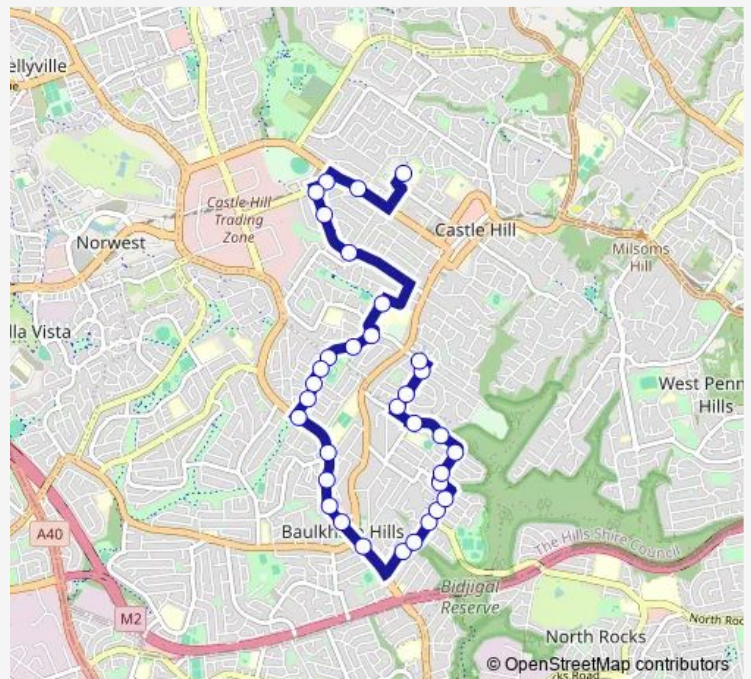 ellyville
Castle Hill
Trading
Zone
Norwest
Castle Hill
Milsoms
Hill
lla Vista
West Penn
Hills
A40
Baulkh Hills
The Hills Shire Council
M2
Bidjigal
Reserve
North Roc
North Rocks
© OpenStreetMap contributors